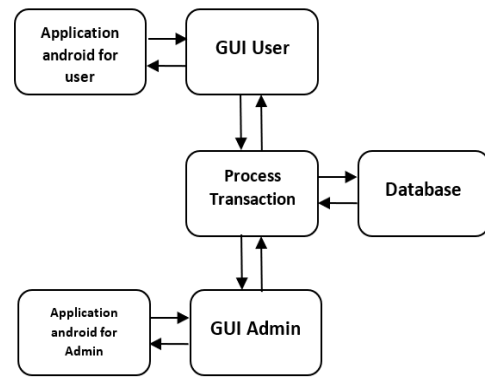 Application
android for
user
GUI User
Process
Transaction
Database
Application
android for
Admin
GUI Admin